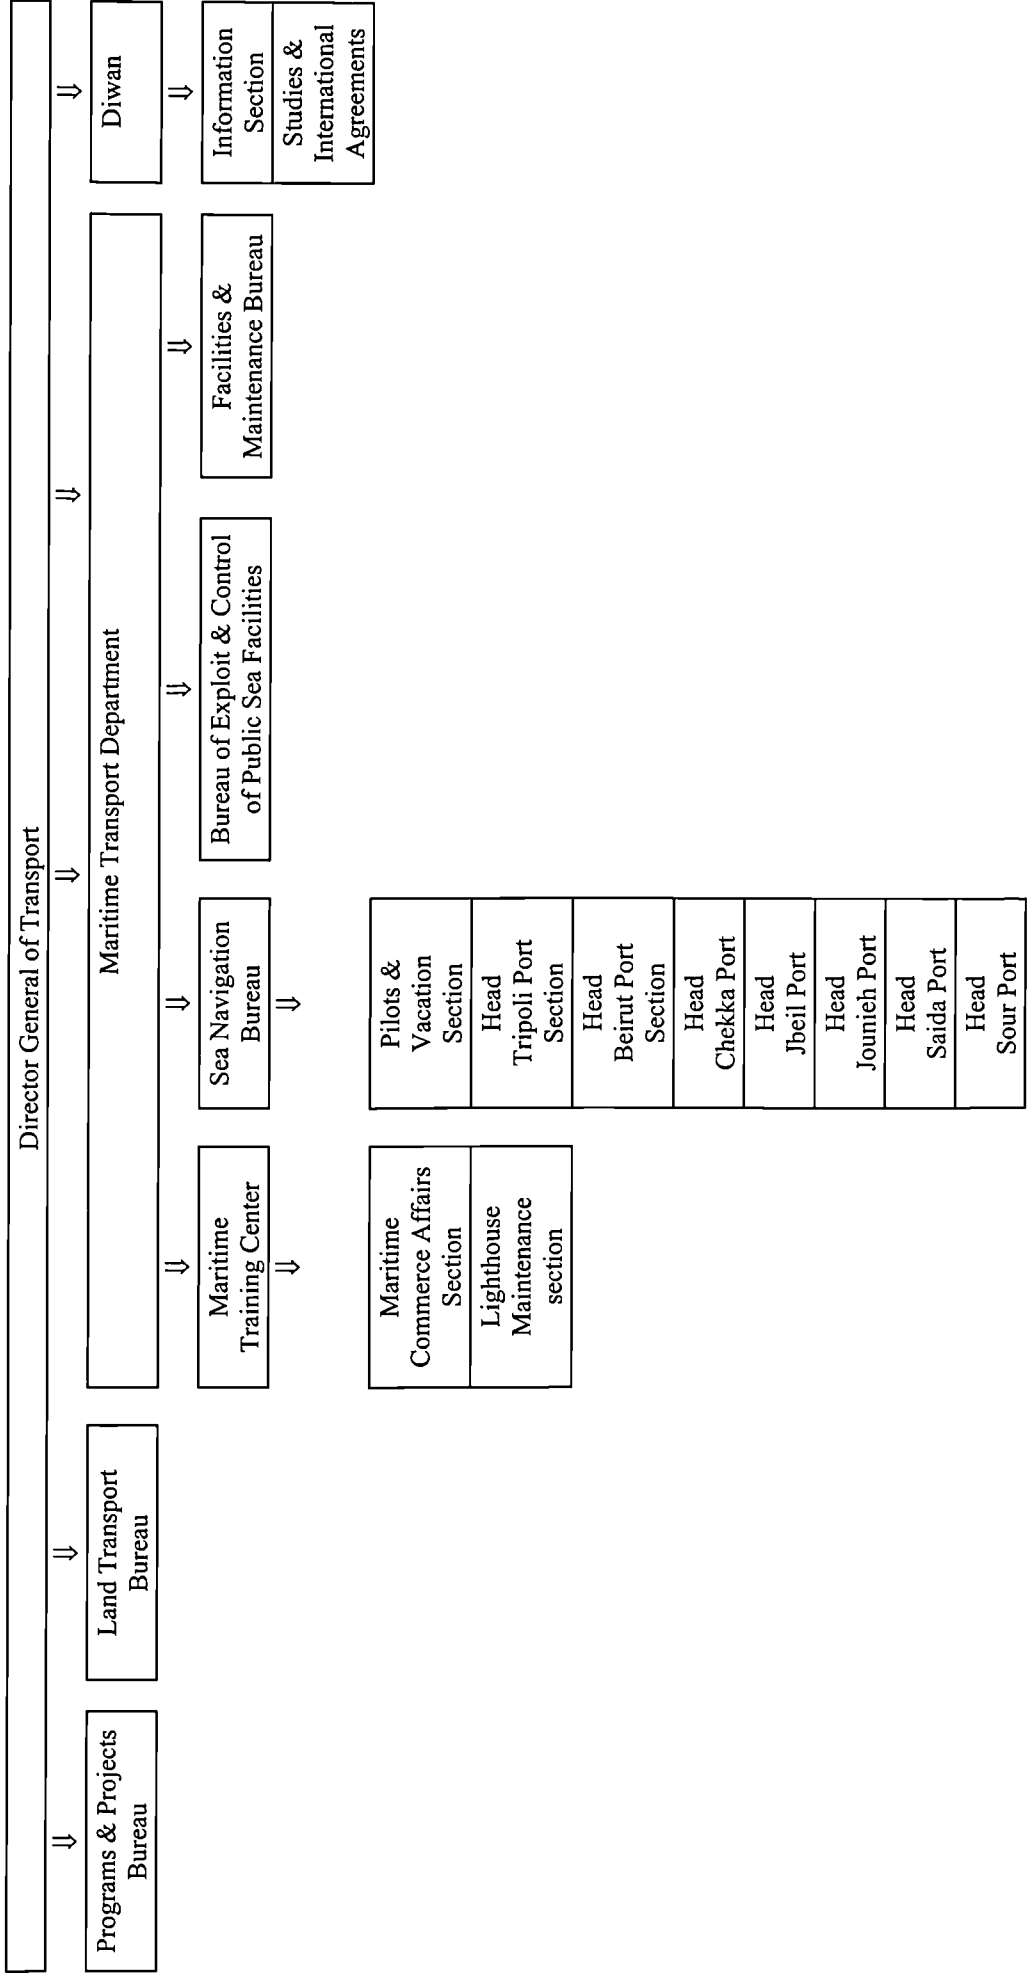 Director General of Transport
Programs & Projects
Bureau
Land Transport
Bureau
Maritime Transport Department
Diwan
Maritime
Training Center
Sea Navigation
Bureau
Bureau of Exploit & Control
of Public Sea Facilities
Facilities &
Maintenance Bureau
Information
Section
Studies &
International
Agreements
Maritime
Commerce Affairs
Section
Lighthouse
Maintenance
section
Pilots &
Vacation
Section
Head
Tripoli Port
Section
Head
Beirut Port
Section
Head
Chekka Port
Head
Jbeil Port
Head
Jounieh Port
Head
Saida Port
Head
Sour Port